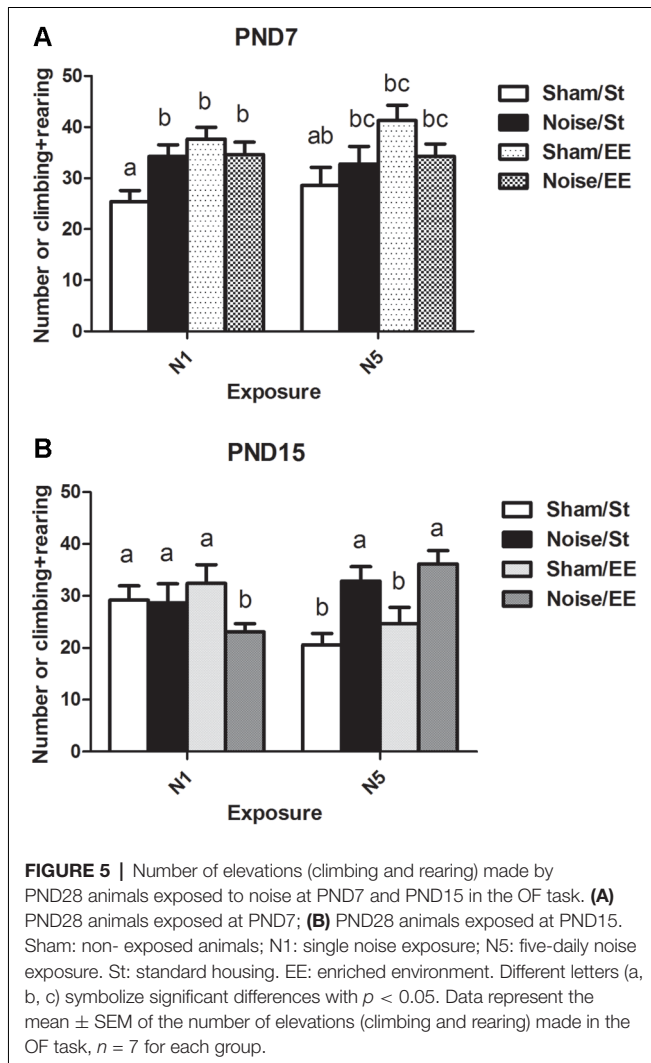 A
PND7
Number or climbing+rearing
50
40
30
20
10
0
a
b
b
b
ab
bc
bc
bc
N1
N5
Exposure
Sham/St
Noise/St
Sham/EE
Noise/EE
B
PND15
Number or climbing+rearing
50
40
30
20
10
0
a
a
a
b
b
a
b
a
N1
N5
Exposure
Sham/St
Noise/St
Sham/EE
Noise/EE
FIGURE 5 | Number of elevations (climbing and rearing) made by
PND28 animals exposed to noise at PND7 and PND15 in the OF task. (A)
PND28 animals exposed at PND7; (B) PND28 animals exposed at PND15.
Sham: non- exposed animals; N1: single noise exposure; N5: five-daily noise
exposure. St: standard housing. EE: enriched environment. Different letters (a,
b, c) symbolize significant differences with p < 0.05. Data represent the
mean ± SEM of the number of elevations (climbing and rearing) made in the
OF task, n = 7 for each group.